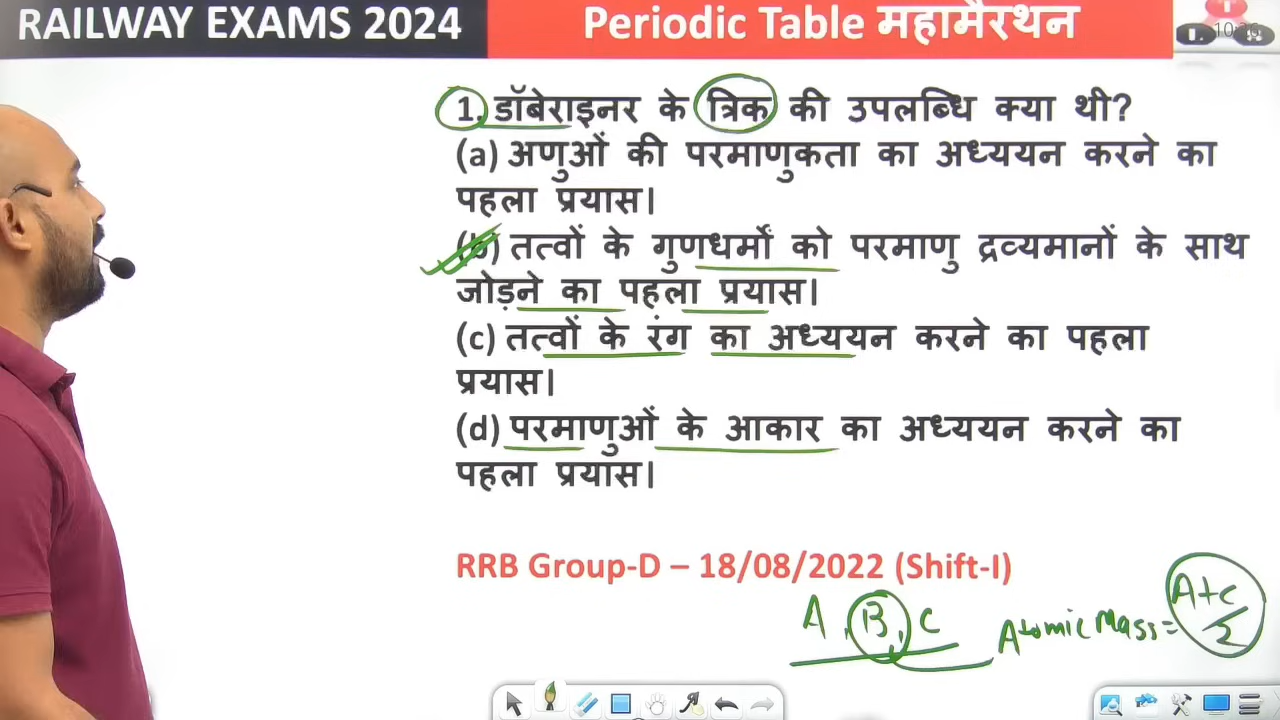 RAILWAY EXAMS 2024
Periodic Table महामैरथन
1. डॉबेराइनर के त्रिक की उपलब्धि क्या थी?
(a) अणुओं की परमाणुकता का अध्ययन करने का
पहला प्रयास।
(b) तत्वों के गुणधर्मों को परमाणु द्रव्यमानों के साथ
जोड़ने का पहला प्रयास।
(c) तत्वों के रंग का अध्ययन करने का पहला
प्रयास।
(d) परमाणुओं के आकार का अध्ययन करने का
पहला प्रयास।
RRB Group-D – 18/08/2022 (Shift-I)
A, B, C Atomic Mass = A+C/2